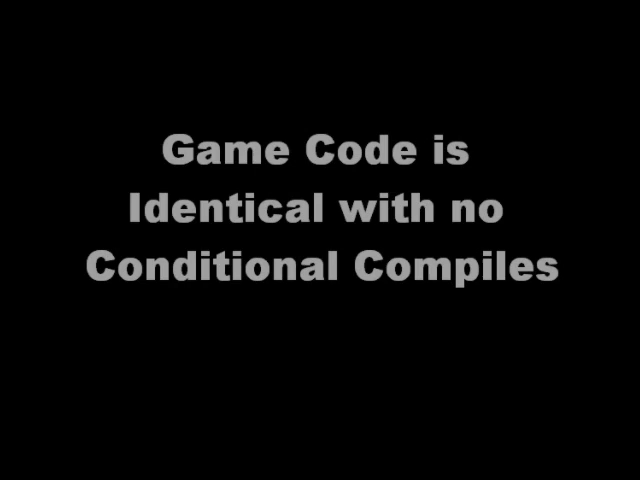 Game Code is
Identical with no
Conditional Compiles